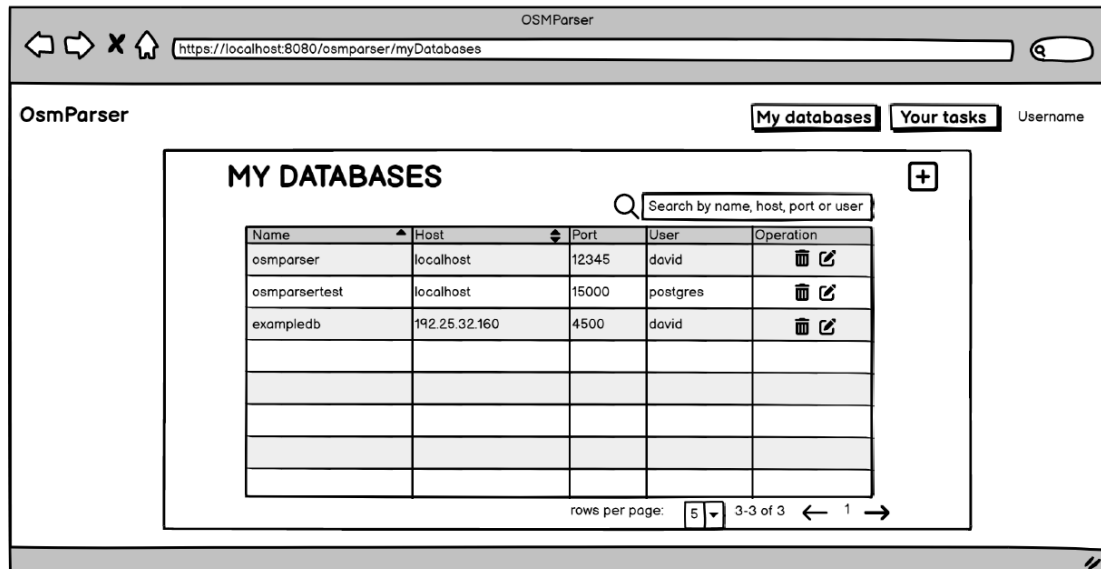 OSMParser
https://localhost:8080/osmparser/myDatabases
OsmParser My databases Your tasks Username
MY DATABASES
Search by name, host, port or user
Name Host Port User Operation
osmparser localhost 12345 david
osmparsertest localhost 15000 postgres
exampledb 192.25.32.160 4500 david
rows per page: 5 3-3 of 3 1